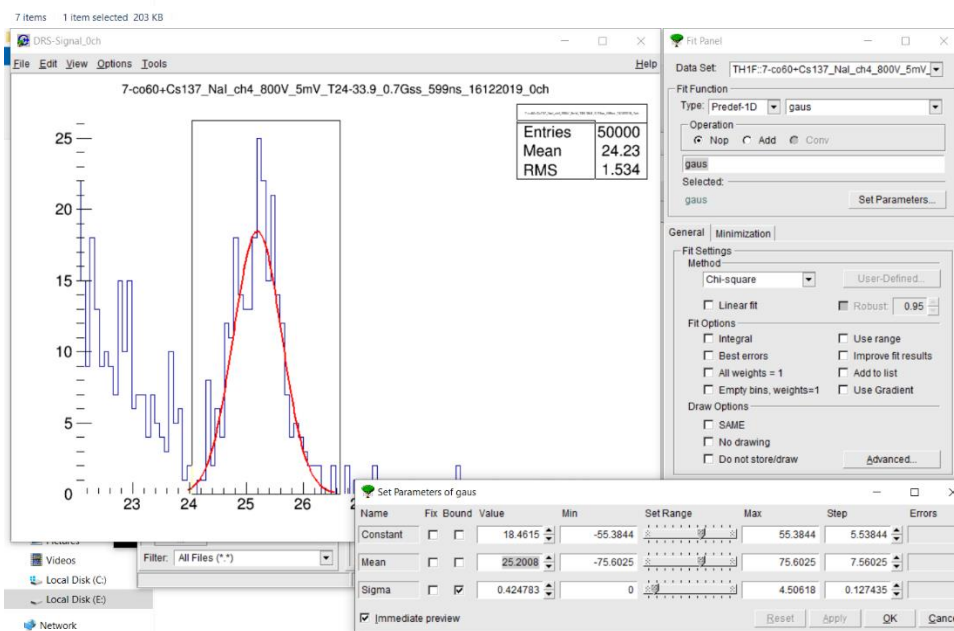 7 items 1 item selected 203 KB
DRS-Signal_0ch
File Edit View Options Tools Help
7-co60+Cs137_NaI_ch4_800V_5mV_T24-33.9_0.7Gss_599ns_16122019_0ch
Entries 50000
Mean 24.23
RMS 1.534
25
20
15
10
5
0
23 24 25 26
Fit Panel
Data Set: TH1F::7-co60+Cs137_NaI_ch4_800V_5mV_
Fit Function
Type: Predef-1D gaus
Operation
Nop Add Conv
gaus
Selected:
gaus Set Parameters...
General Minimization
Fit Settings
Method
Chi-square User-Defined...
Linear fit Robust: 0.95
Fit Options
Integral Use range
Best errors Improve fit results
All weights = 1 Add to list
Empty bins, weights=1 Use Gradient
Draw Options
SAME
No drawing
Do not store/draw Advanced...
Set Parameters of gaus
Name Fix Bound Value Min Set Range Max Step Errors
Constant 18.4615 -55.3844 55.3844 5.53844
Mean 25.2008 -75.6025 75.6025 7.56025
Sigma 0.424783 0 4.50618 0.127435
Immediate preview Reset Apply OK Cance
Filter: All Files (*.*)
Videos
Local Disk (C:)
Local Disk (E:)
Network